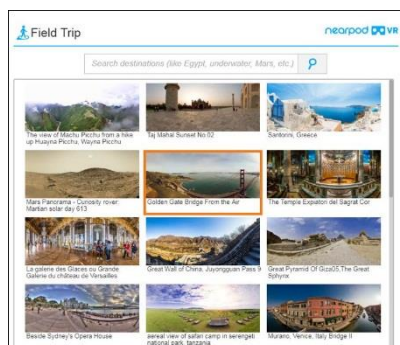 Field Trip
nearpod VR
Search destinations (like Egypt, underwater, Mars, etc.)
The view of Machu Picchu from a hike
up Huayna Picchu, Wayna Picchu
Taj Mahal Sunset No.02
Santorini, Greece
Mars Panorama - Curiosity rover:
Martian solar day 613
Golden Gate Bridge From the Air
The Temple Expiatori del Sagrat Cor
La galerie des Glaces ou Grande
Galerie du château de Versailles
Great Wall of China. Juyongguan Pass 9
Great Pyramid Of Giza05,The Great
Sphynx
Beside Sydney's Opera House
aereal view of safari camp in serengeti
national park, tanzania
Murano, Venice, Italy Bridge II